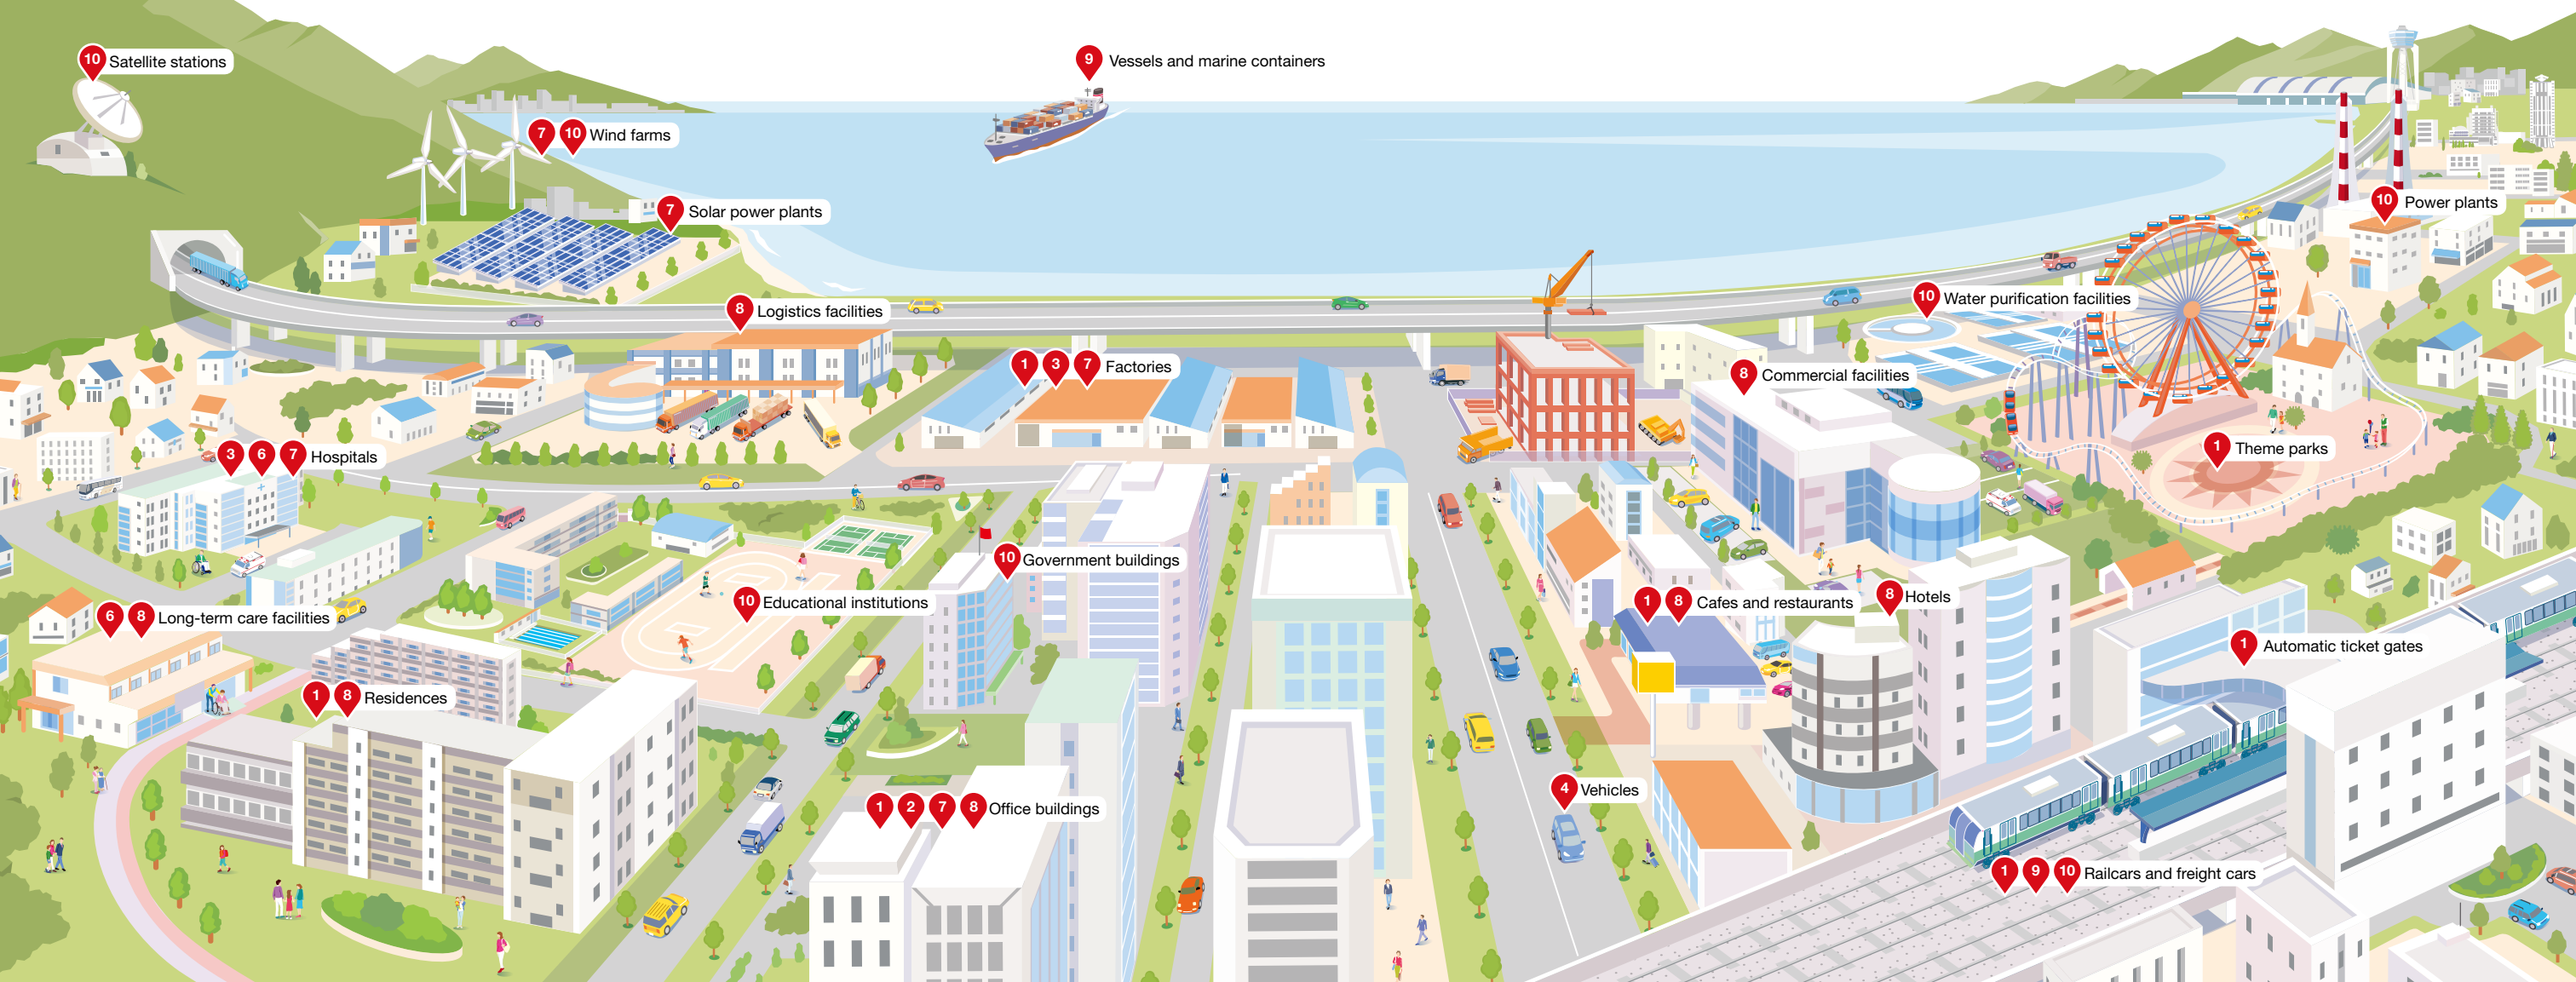 10 Satellite stations
9 Vessels and marine containers
7 10 Wind farms
7 Solar power plants
10 Power plants
8 Logistics facilities
10 Water purification facilities
1 3 7 Factories
8 Commercial facilities
3 6 7 Hospitals
1 Theme parks
10 Government buildings
10 Educational institutions
6 8 Long-term care facilities
1 8 Cafes and restaurants
8 Hotels
1 Automatic ticket gates
1 8 Residences
4 Vehicles
1 2 7 8 Office buildings
1 9 10 Railcars and freight cars